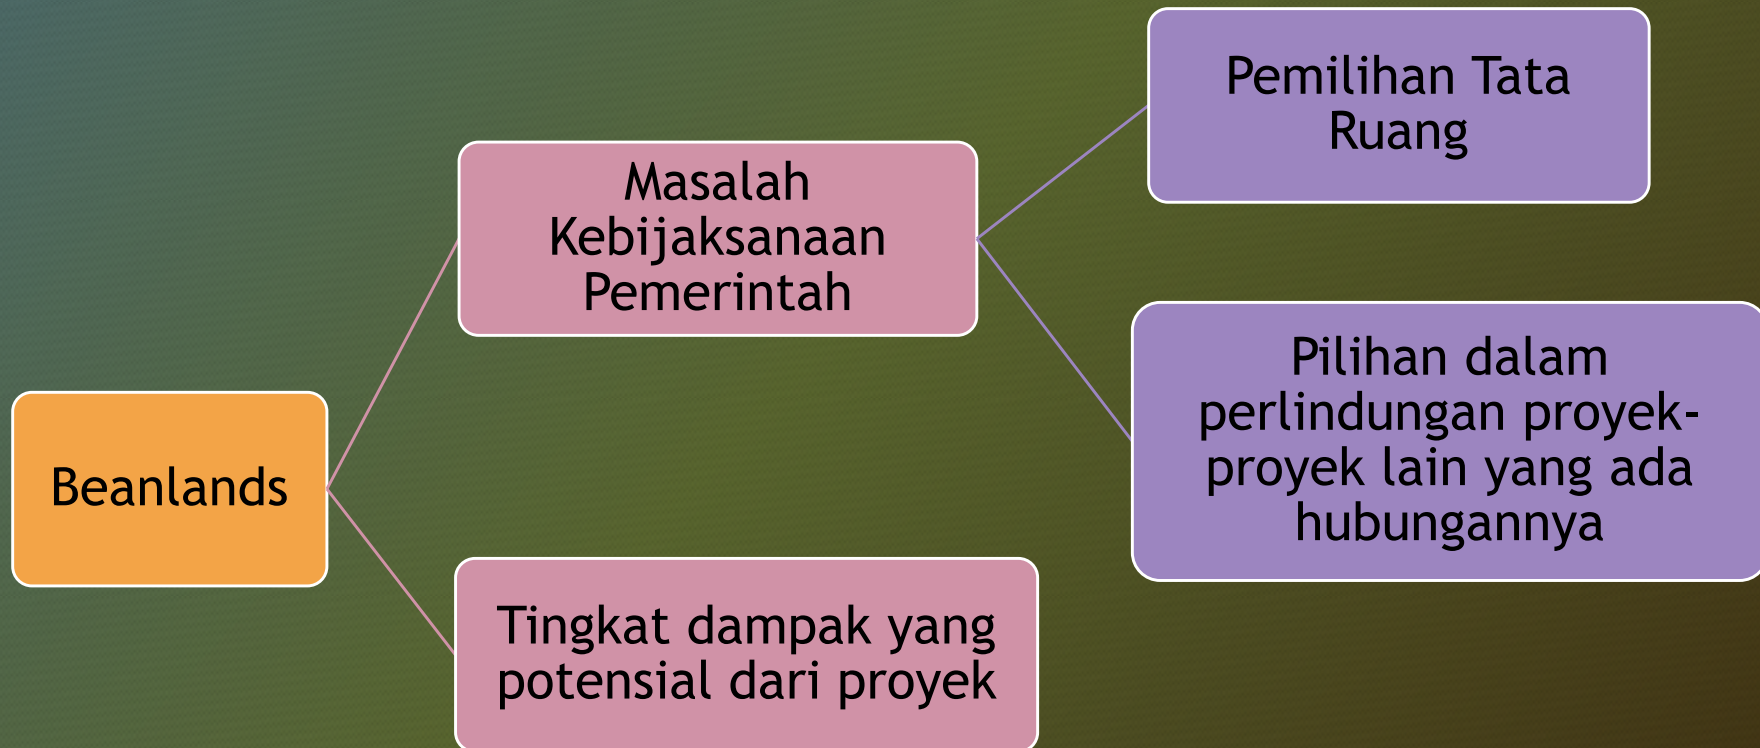 Beanlands
Masalah
Kebijaksanaan
Pemerintah
Tingkat dampak yang
potensial dari proyek
Pemilihan Tata
Ruang
Pilihan dalam
perlindungan proyek-
proyek lain yang ada
hubungannya